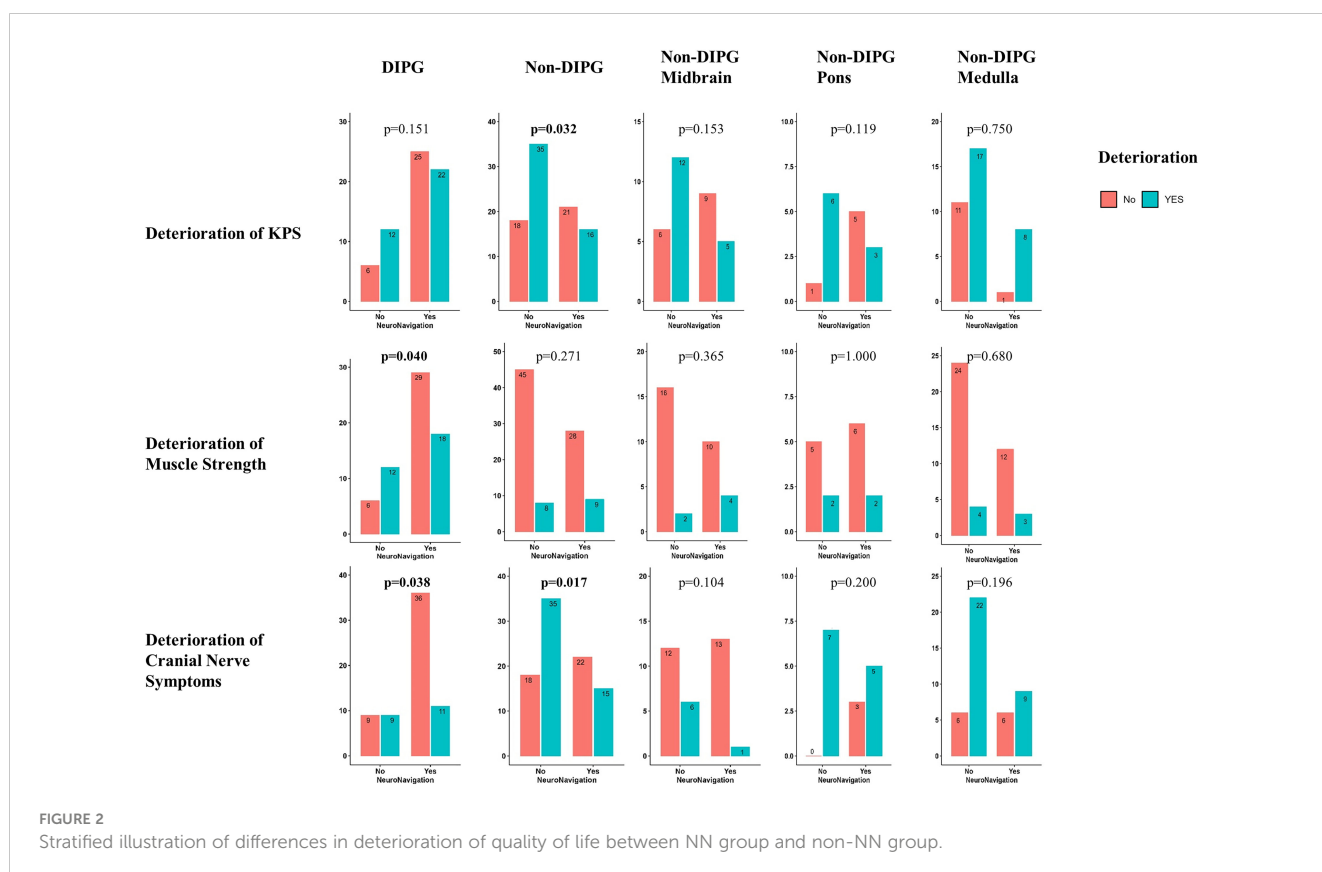 DIPG
Non-DIPG
Non-DIPG
Midbrain
Non-DIPG
Pons
Non-DIPG
Medulla
Deterioration of KPS
30
20
10
0
p=0.151
6
12
25
22
No
Yes
NeuroNavigation
40
30
20
10
0
p=0.032
18
35
21
16
No
Yes
NeuroNavigation
15
10
5
0
p=0.153
6
12
9
5
No
Yes
NeuroNavigation
10.0
7.5
5.0
2.5
0.0
p=0.119
1
6
5
3
No
Yes
NeuroNavigation
20
15
10
5
0
p=0.750
11
17
1
8
No
Yes
NeuroNavigation
Deterioration
No
YES
Deterioration of
Muscle Strength
30
20
10
0
p=0.040
6
12
29
18
No
Yes
NeuroNavigation
50
40
30
20
10
0
p=0.271
45
8
28
9
No
Yes
NeuroNavigation
20
15
10
5
0
p=0.365
16
2
10
4
No
Yes
NeuroNavigation
10.0
7.5
5.0
2.5
0.0
p=1.000
5
2
6
2
No
Yes
NeuroNavigation
25
20
15
10
5
0
p=0.680
24
4
12
3
No
Yes
NeuroNavigation
Deterioration of
Cranial Nerve
Symptoms
40
30
20
10
0
p=0.038
9
9
36
11
No
Yes
NeuroNavigation
40
30
20
10
0
p=0.017
18
35
22
15
No
Yes
NeuroNavigation
20
15
10
5
0
p=0.104
12
6
13
1
No
Yes
NeuroNavigation
10.0
7.5
5.0
2.5
0.0
p=0.200
0
7
3
5
No
Yes
NeuroNavigation
25
20
15
10
5
0
p=0.196
6
22
6
9
No
Yes
NeuroNavigation
FIGURE 2
Stratified illustration of differences in deterioration of quality of life between NN group and non-NN group.